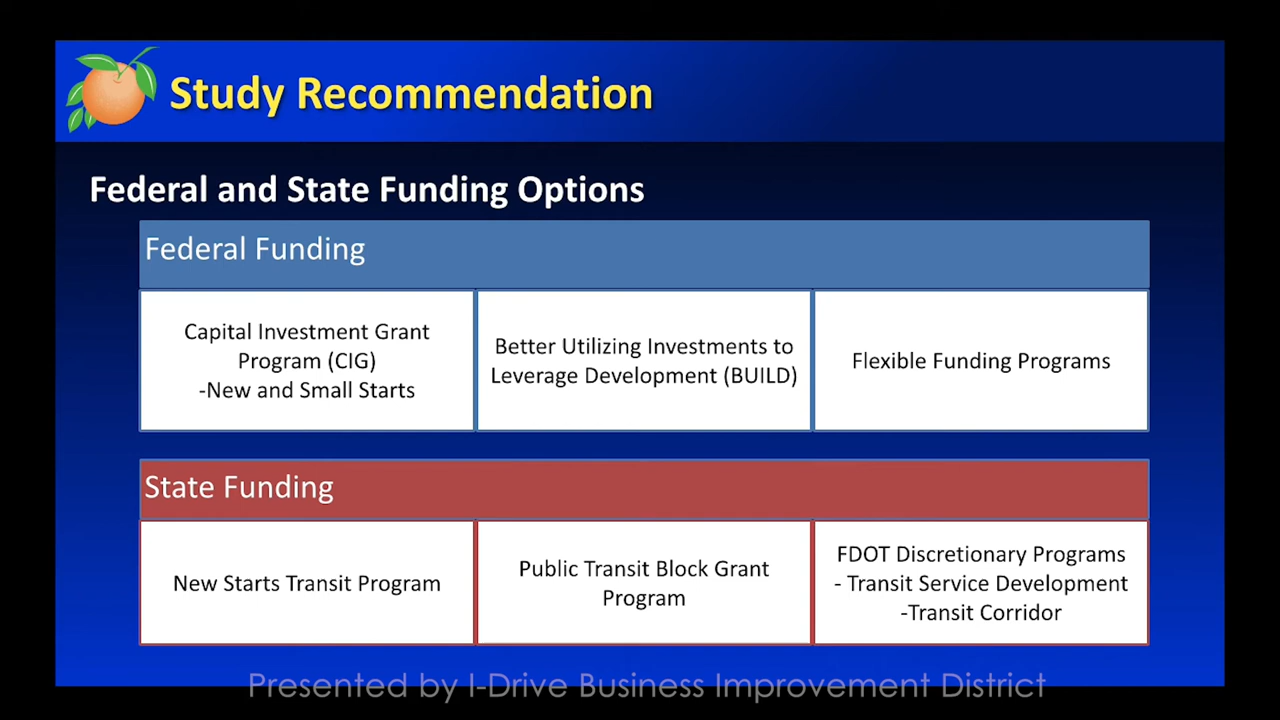 Study Recommendation
Federal and State Funding Options
Federal Funding
Capital Investment Grant
Program (CIG)
-New and Small Starts
Better Utilizing Investments to
Leverage Development (BUILD)
Flexible Funding Programs
State Funding
New Starts Transit Program
Public Transit Block Grant
Program
FDOT Discretionary Programs
- Transit Service Development
-Transit Corridor
Presented by I-Drive Business Improvement District